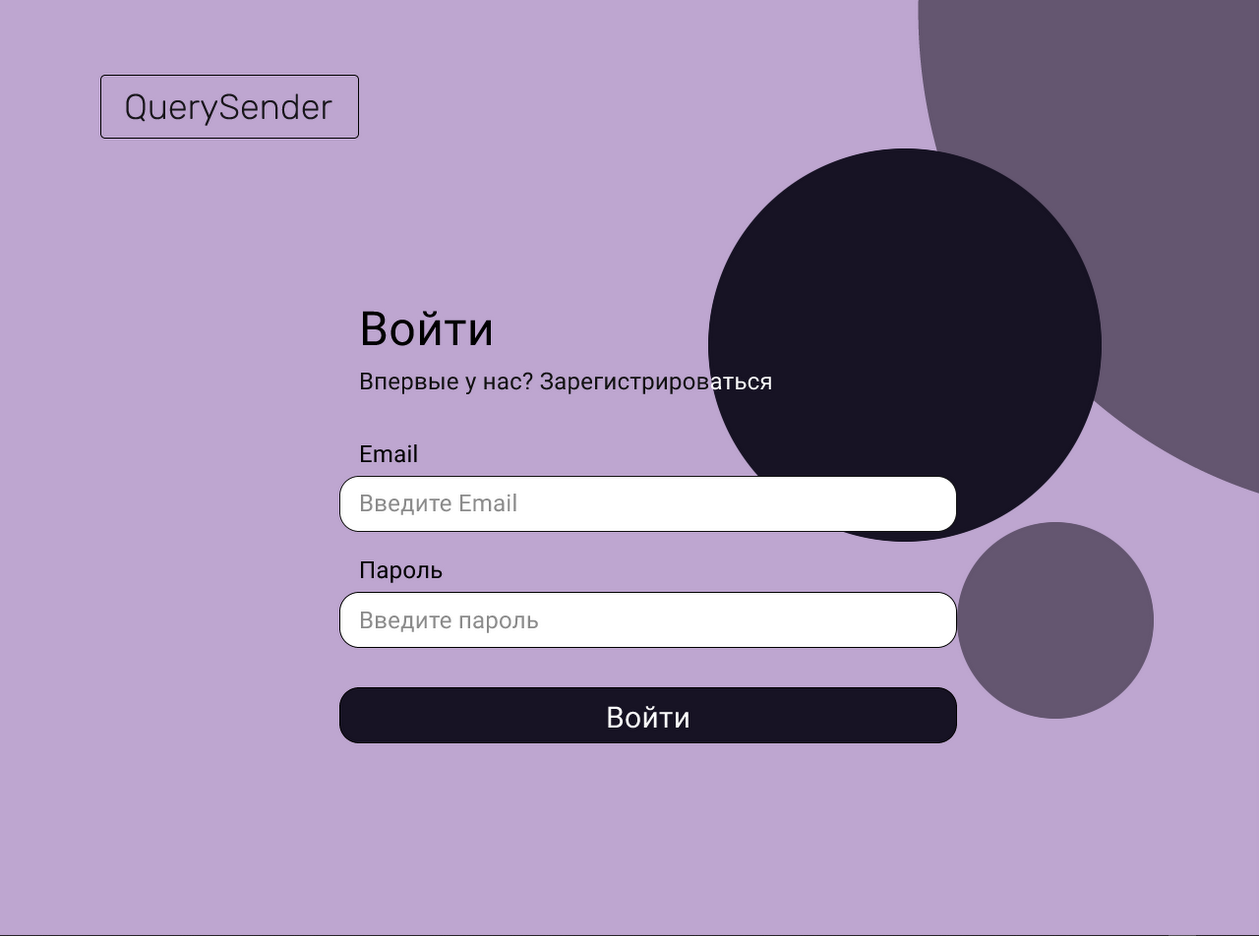 QuerySender
Войти
Впервые у нас? Зарегистрироваться
Email
Введите Email
Пароль
Введите пароль
Войти